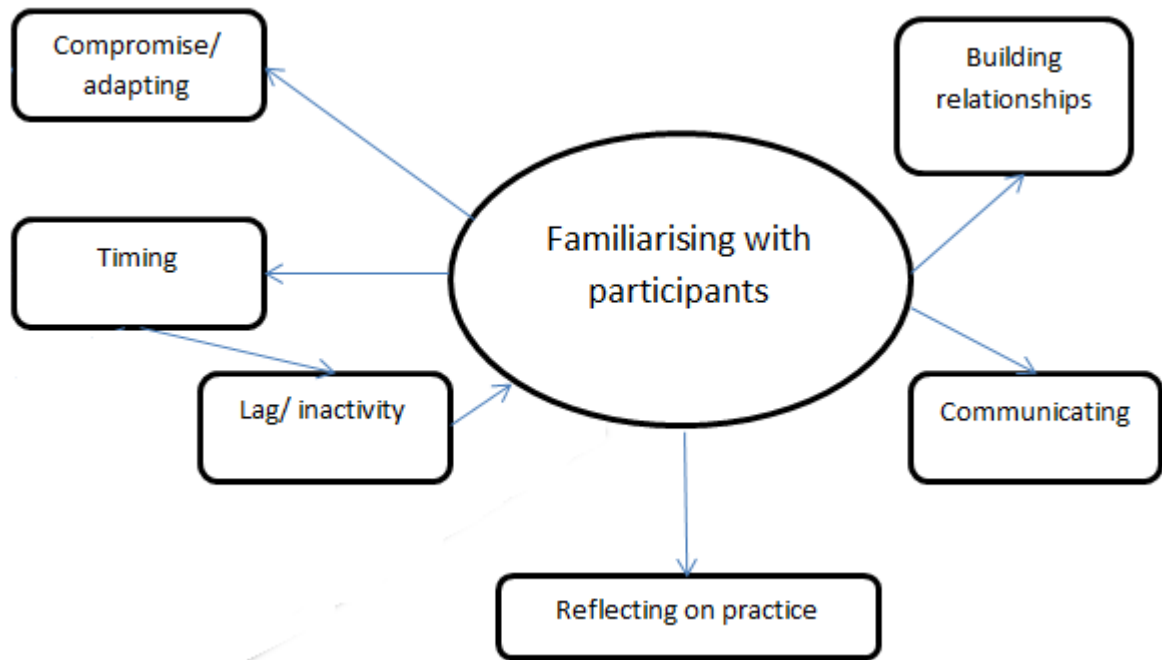 Compromise/
adapting
Building
relationships
Familiarising with
participants
Timing
Lag/ inactivity
Communicating
Reflecting on practice